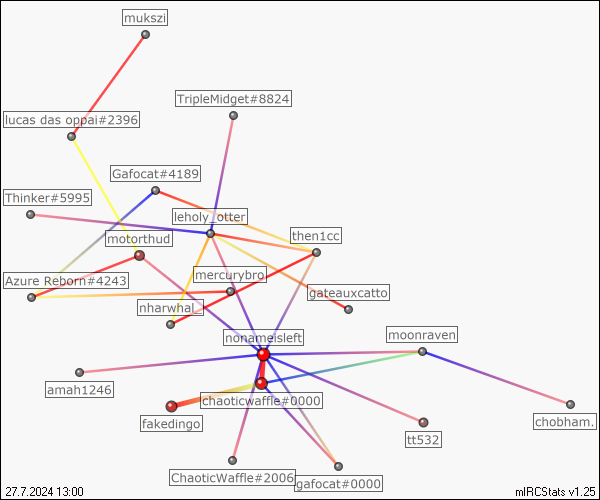 mukszi
TripleMidget#8824
lucas das oppai#2396
Gafocat#4189
Thinker#5995
leholy_otter
motorthud
then1cc
mercurybro
Azure Reborn#4243
gateauxcatto
nharwhal_
nonameisleft
moonraven
amah1246
chaoticwaffle#0000
fakedingo
chobham.
tt532
ChaoticWaffle#2006
gafocat#0000
27.7.2024 13:00
mIRCStats v1.25